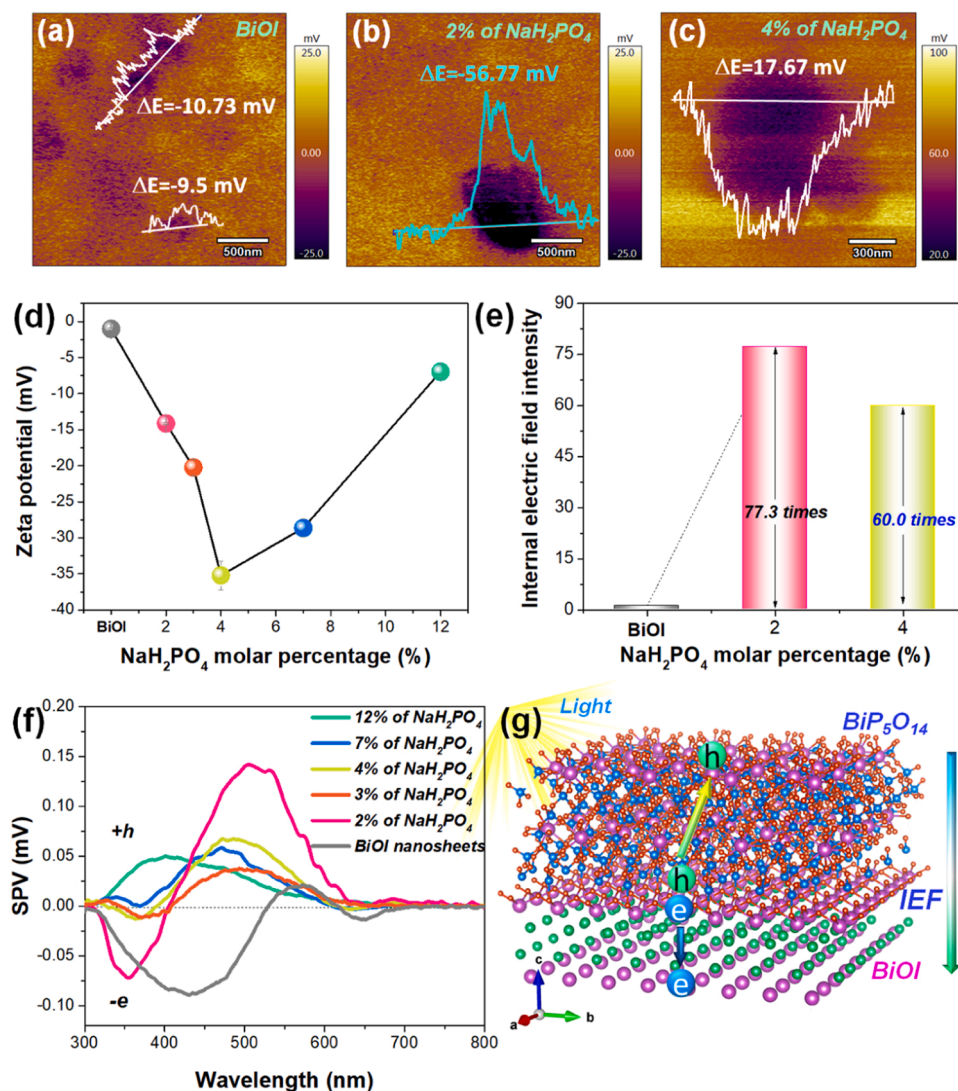 (a)
BiOI
ΔE=-10.73 mV
ΔE=-9.5 mV
500nm
mV
25.0
0.00
-25.0
(b)
2% of NaH₂PO₄
ΔE=-56.77 mV
500nm
mV
25.0
0.00
-25.0
(c)
4% of NaH₂PO₄
ΔE=17.67 mV
300nm
mV
100
60.0
20.0
(d)
Zeta potential (mV)
0
-5
-10
-15
-20
-25
-30
-35
-40
BiOI
2
4
6
8
10
12
NaH₂PO₄ molar percentage (%)
(e)
Internal electric field intensity
90
75
60
45
30
15
0
77.3 times
60.0 times
BiOI
2
4
NaH₂PO₄ molar percentage (%)
(f)
SPV (mV)
0.20
0.15
0.10
0.05
0.00
-0.05
-0.10
12% of NaH₂PO₄
7% of NaH₂PO₄
4% of NaH₂PO₄
3% of NaH₂PO₄
2% of NaH₂PO₄
BiOI nanosheets
+h
-e
300
400
500
600
700
800
Wavelength (nm)
Light
(g)
BiP₅O₁₄
h
h
e
e
IEF
BiOI
c
a
b